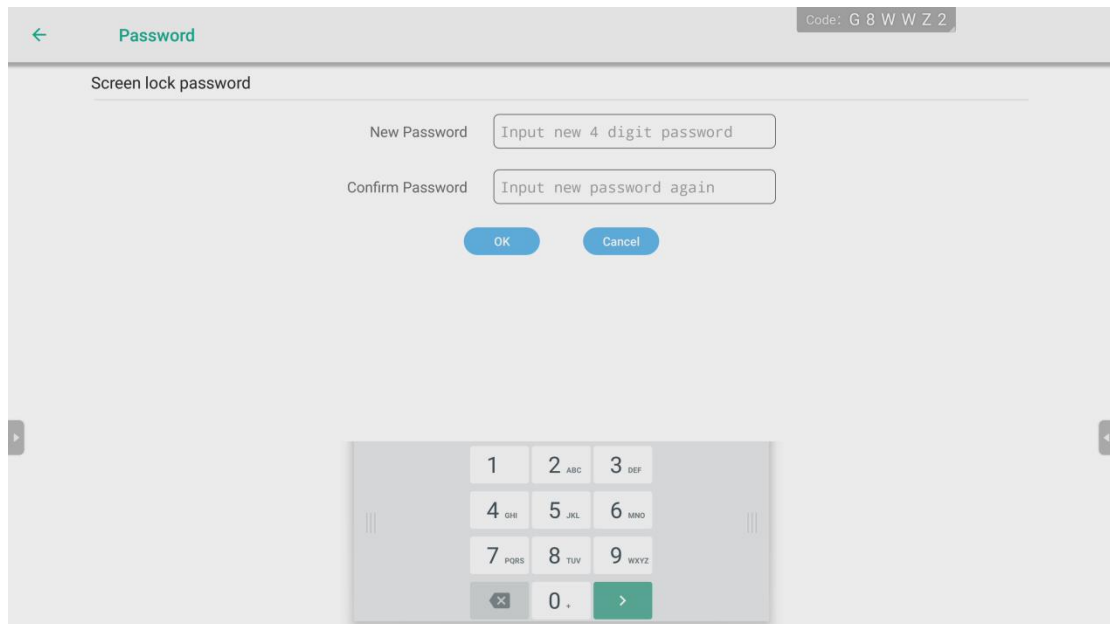 Code: G 8 W W Z 2
Password
Screen lock password
New Password Input new 4 digit password
Confirm Password Input new password again
OK Cancel
1 2 ABC 3 DEF
4 GHI 5 JKL 6 MNO
7 PQRS 8 TUV 9 WXYZ
0 +